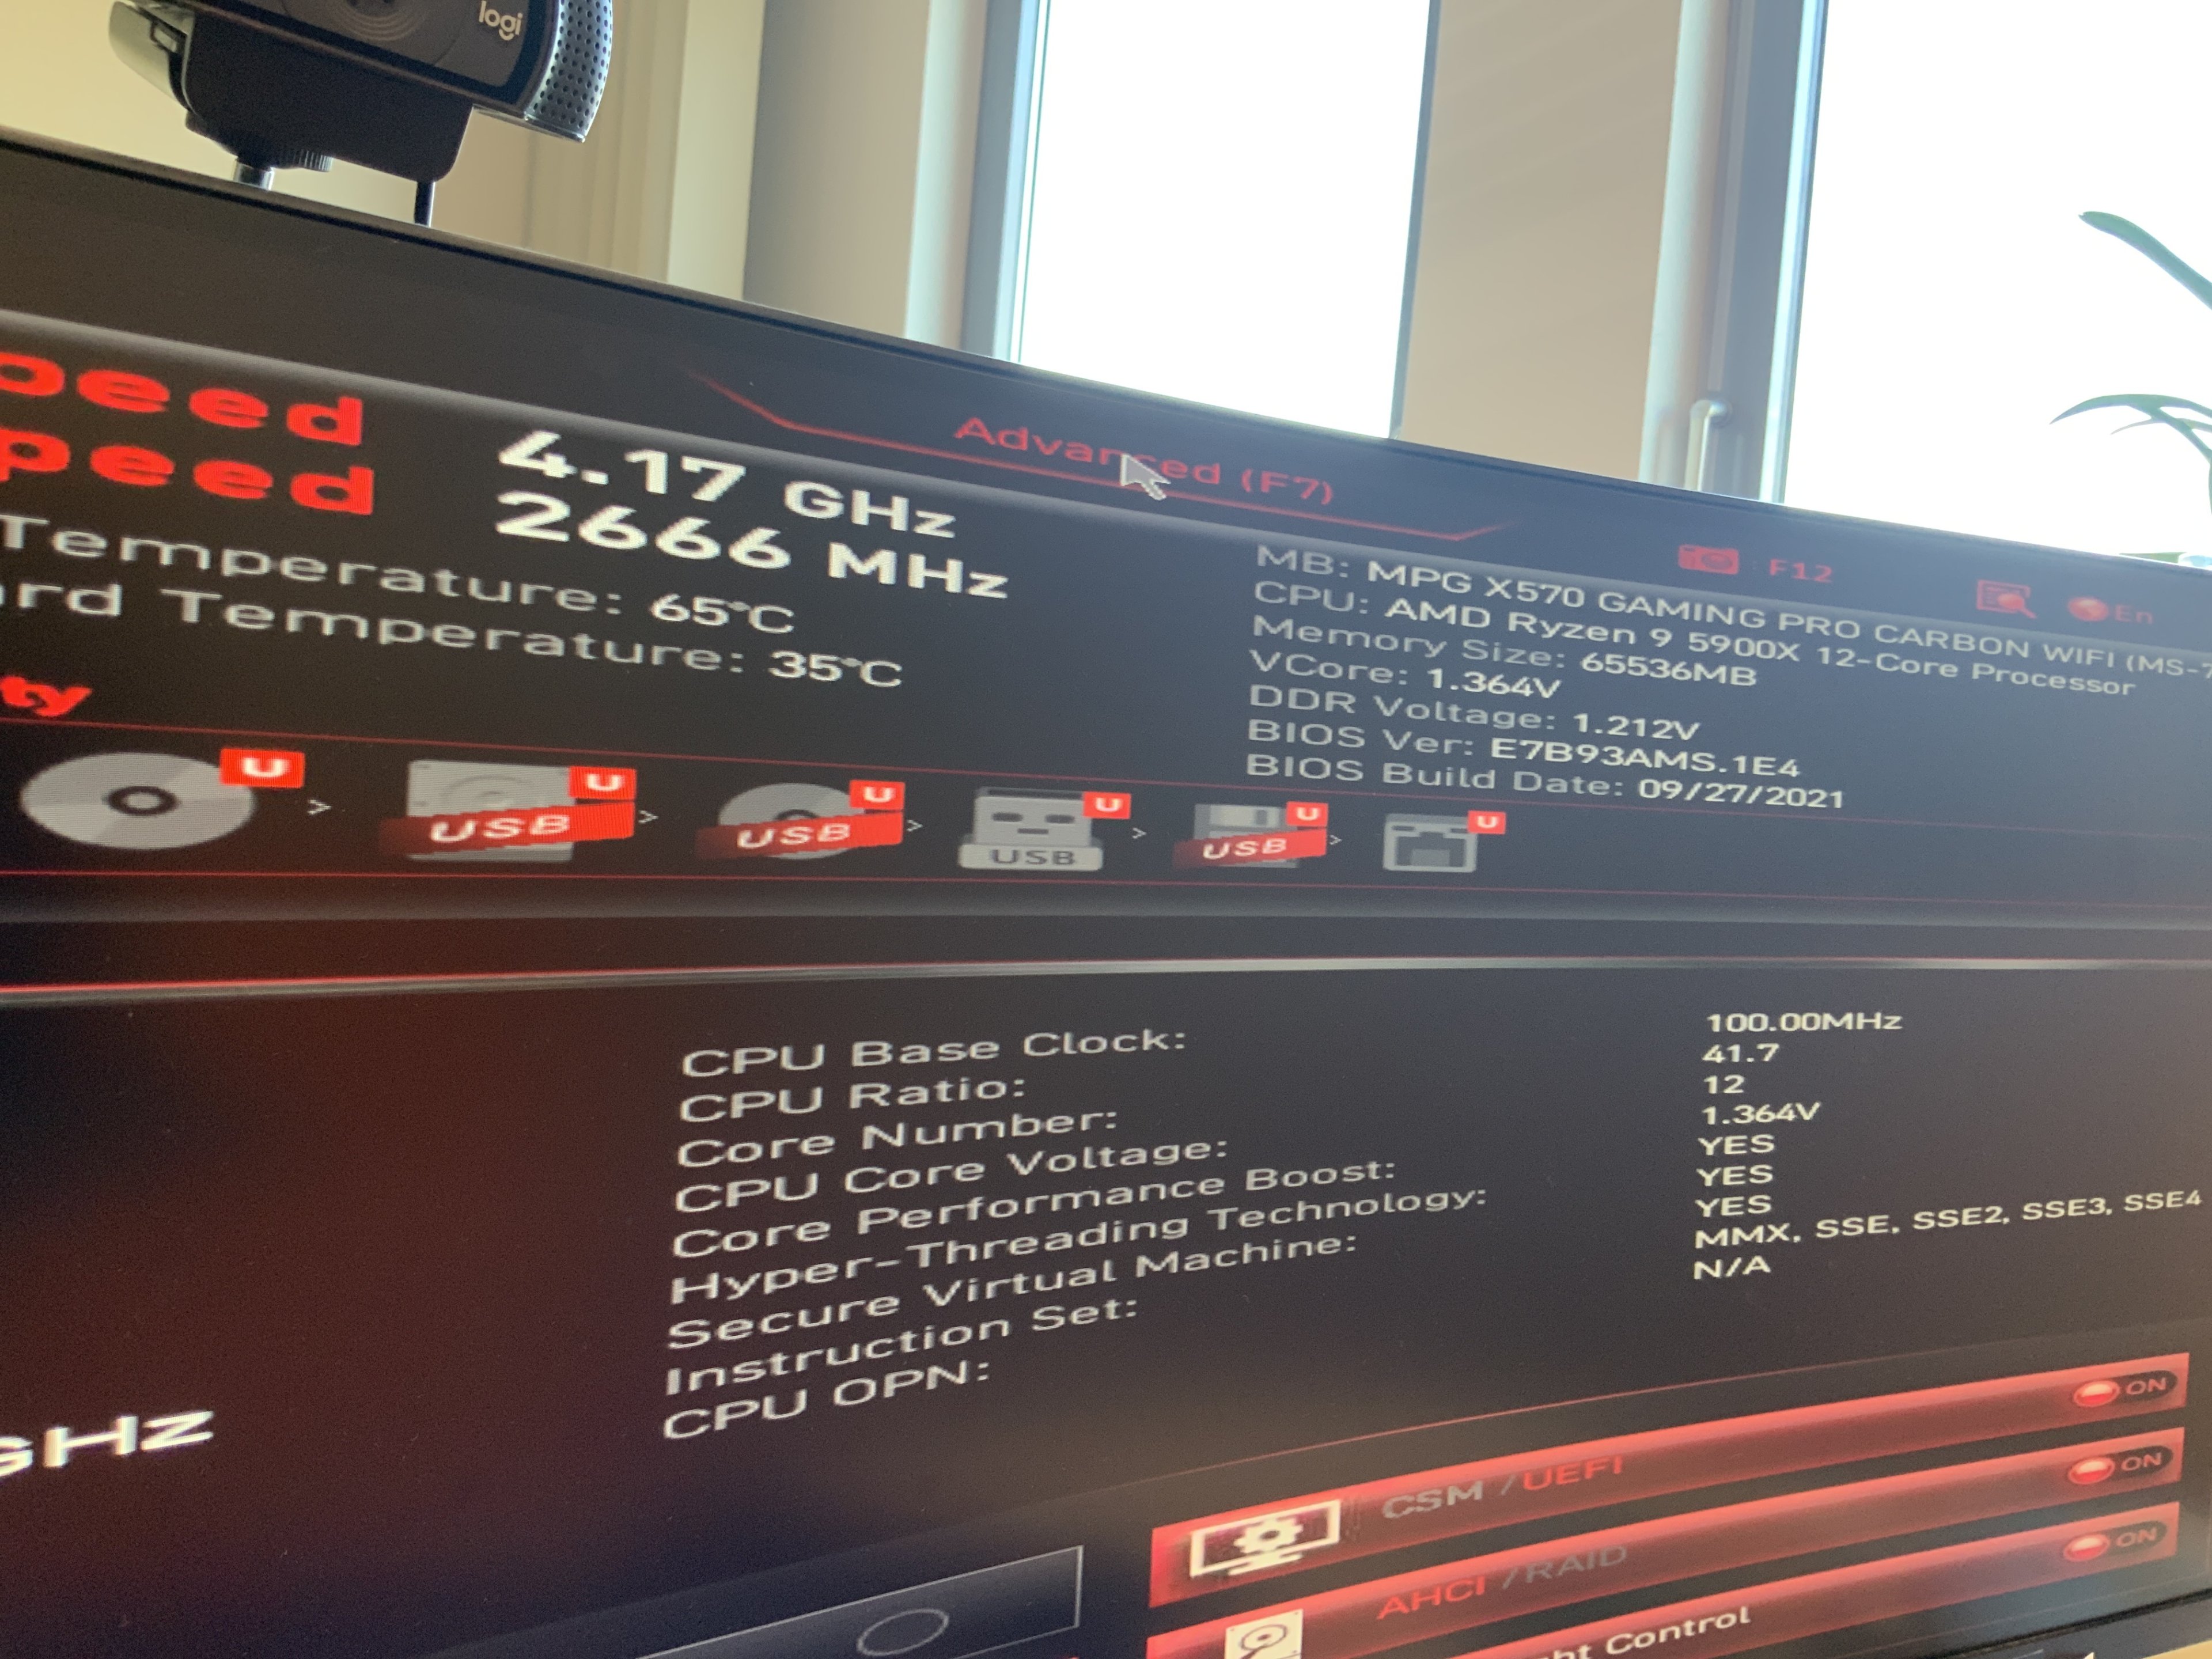 logi
Advanced (F7)
F12
En
peed 4.17 GHz
peed 2666 MHz
Temperature: 65°C
rd Temperature: 35°C
MB: MPG X570 GAMING PRO CARBON WIFI (MS-7
CPU: AMD Ryzen 9 5900X 12-Core Processor
Memory Size: 65536MB
VCore: 1.364V
DDR Voltage: 1.212V
BIOS Ver: E7B93AMS.1E4
BIOS Build Date: 09/27/2021
ty
U > U USB > U USB > U USB > U USB > U
CPU Base Clock: 100.00MHz
CPU Ratio: 41.7
Core Number: 12
CPU Core Voltage: 1.364V
Core Performance Boost: YES
Hyper-Threading Technology: YES
Secure Virtual Machine: YES
Instruction Set: MMX, SSE, SSE2, SSE3, SSE4
CPU OPN: N/A
GHz
CSM /UEFI ON
AHCI /RAID ON
ht Control ON